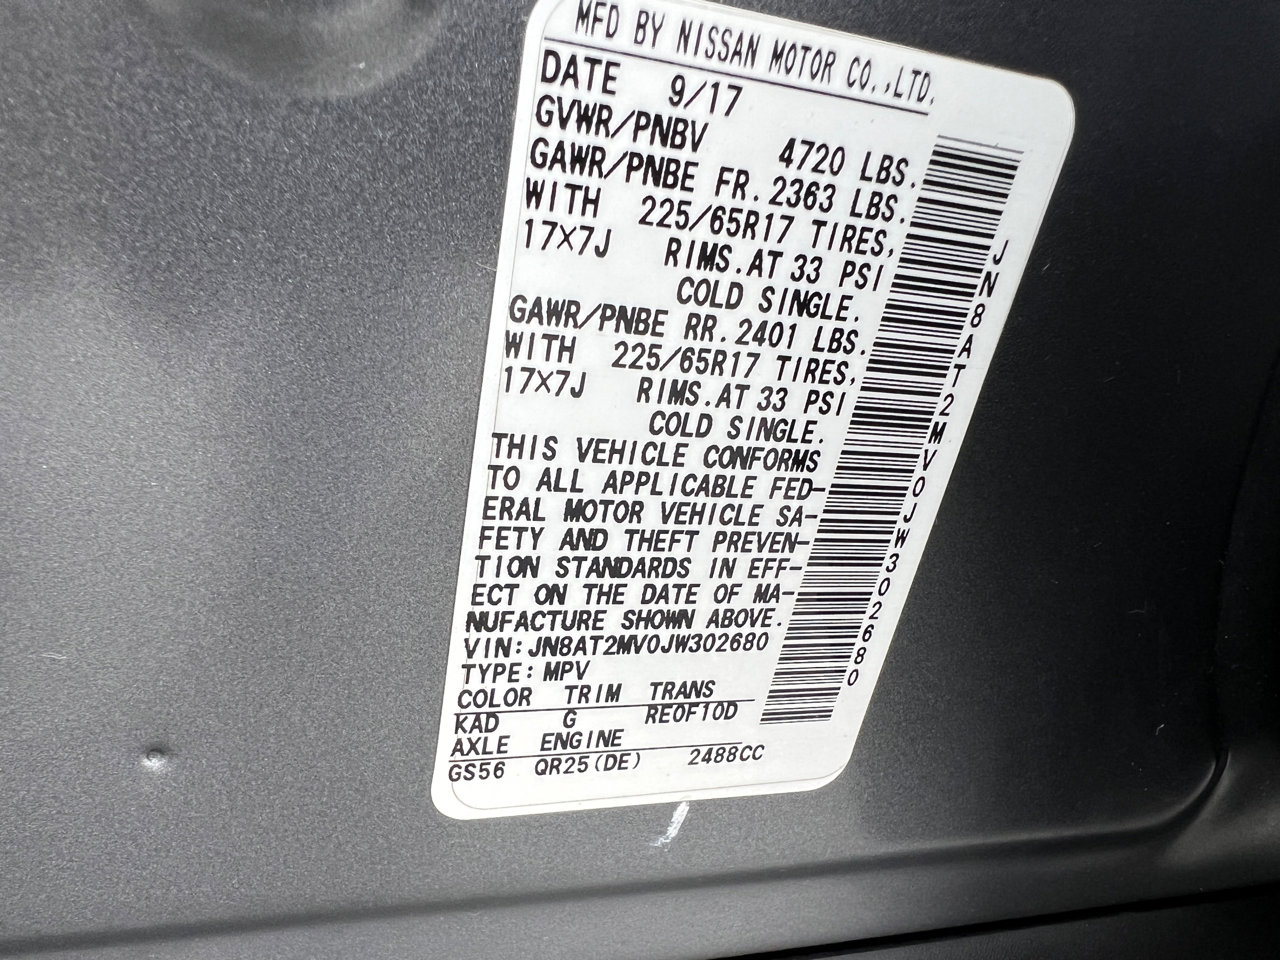 MFD BY NISSAN MOTOR CO.,LTD.
DATE 9/17
GVWR/PNBV 4720 LBS.
GAWR/PNBE FR. 2363 LBS.
WITH 225/65R17 TIRES,
17X7J RIMS. AT 33 PSI
COLD SINGLE.
GAWR/PNBE RR. 2401 LBS.
WITH 225/65R17 TIRES,
17X7J RIMS. AT 33 PSI
COLD SINGLE.
THIS VEHICLE CONFORMS
TO ALL APPLICABLE FED-
ERAL MOTOR VEHICLE SA-
FETY AND THEFT PREVEN-
TION STANDARDS IN EFF-
ECT ON THE DATE OF MA-
NUFACTURE SHOWN ABOVE.
VIN:JN8AT2MV0JW302680
TYPE:MPV
COLOR TRIM TRANS
KAD G RE0F10D
AXLE ENGINE
GS56 QR25(DE) 2488CC
JN8AT2MV0JW302680